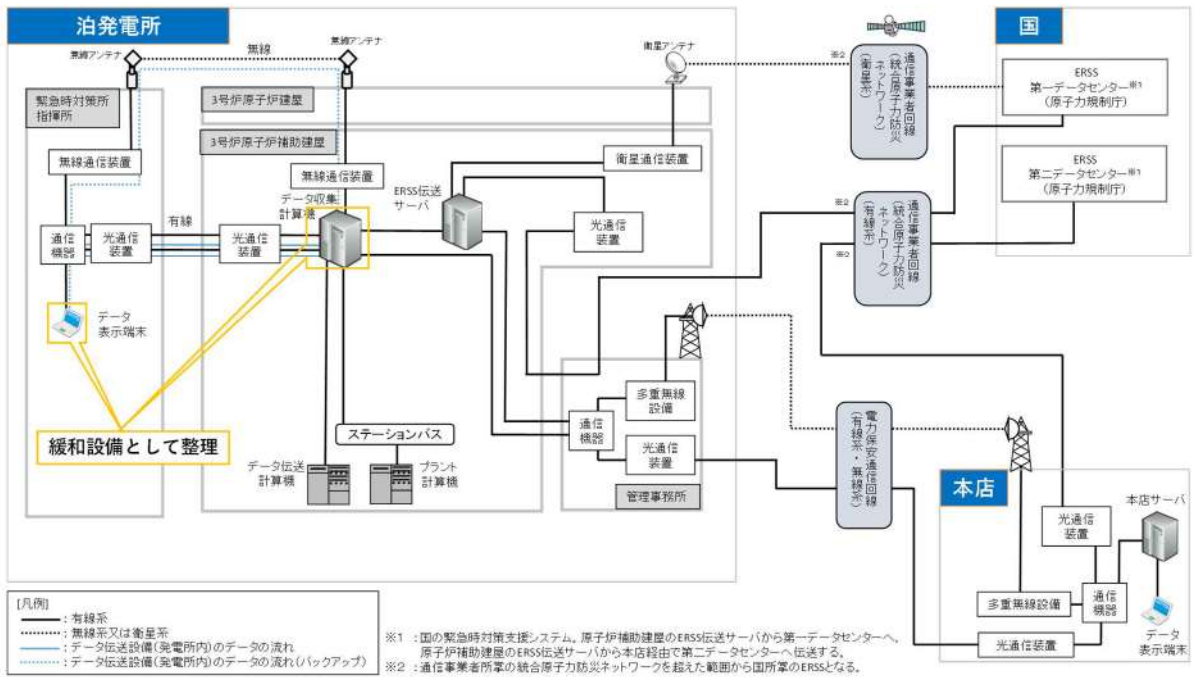 泊発電所
国
無線アンテナ
無線
無線アンテナ
衛星アンテナ
※2
通信事業者回線
(統合原子力防災
ネットワーク)
(衛星系)
ERSS
第一データセンター※1
(原子力規制庁)
緊急時対策所
指揮所
3号炉原子炉建屋
3号炉原子炉補助建屋
無線通信装置
無線通信装置
衛星通信装置
ERSS
第二データセンター※1
(原子力規制庁)
データ収集
計算機
ERSS伝送
サーバ
有線
通信
機器
光通信
装置
光通信
装置
光通信
装置
※2
※2
通信事業者回線
(統合原子力防災
ネットワーク)
(有線系)
データ
表示端末
緩和設備として整理
ステーションバス
データ伝送
計算機
プラント
計算機
多重無線
設備
通信
機器
光通信
装置
管理事務所
電力保安通信回線
(有線系・無線系)
本店
本店サーバ
光通信
装置
多重無線設備
通信
機器
光通信装置
データ
表示端末
[凡例]
:有線系
:無線系又は衛星系
:データ伝送設備(発電所内)のデータの流れ
:データ伝送設備(発電所内)のデータの流れ(バックアップ)
※1 :国の緊急時対策支援システム。原子炉補助建屋のERSS伝送サーバから第一データセンターへ、
原子炉補助建屋のERSS伝送サーバから本店経由で第二データセンターへ伝送する。
※2 :通信事業者所掌の統合原子力防災ネットワークを超えた範囲から国所掌のERSSとなる。